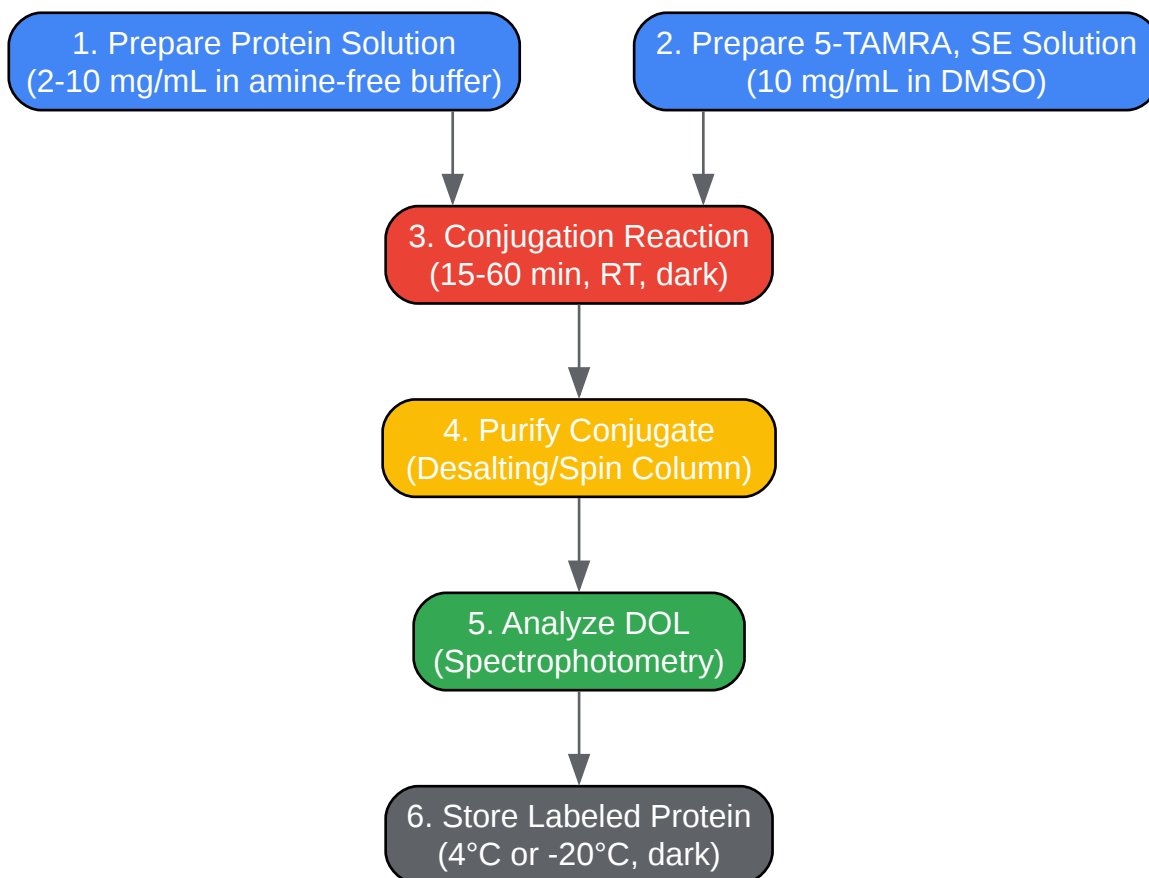 1. Prepare Protein Solution
(2-10 mg/mL in amine-free buffer)
2. Prepare 5-TAMRA, SE Solution
(10 mg/mL in DMSO)
3. Conjugation Reaction
(15-60 min, RT, dark)
4. Purify Conjugate
(Desalting/Spin Column)
5. Analyze DOL
(Spectrophotometry)
6. Store Labeled Protein
(4°C or -20°C, dark)